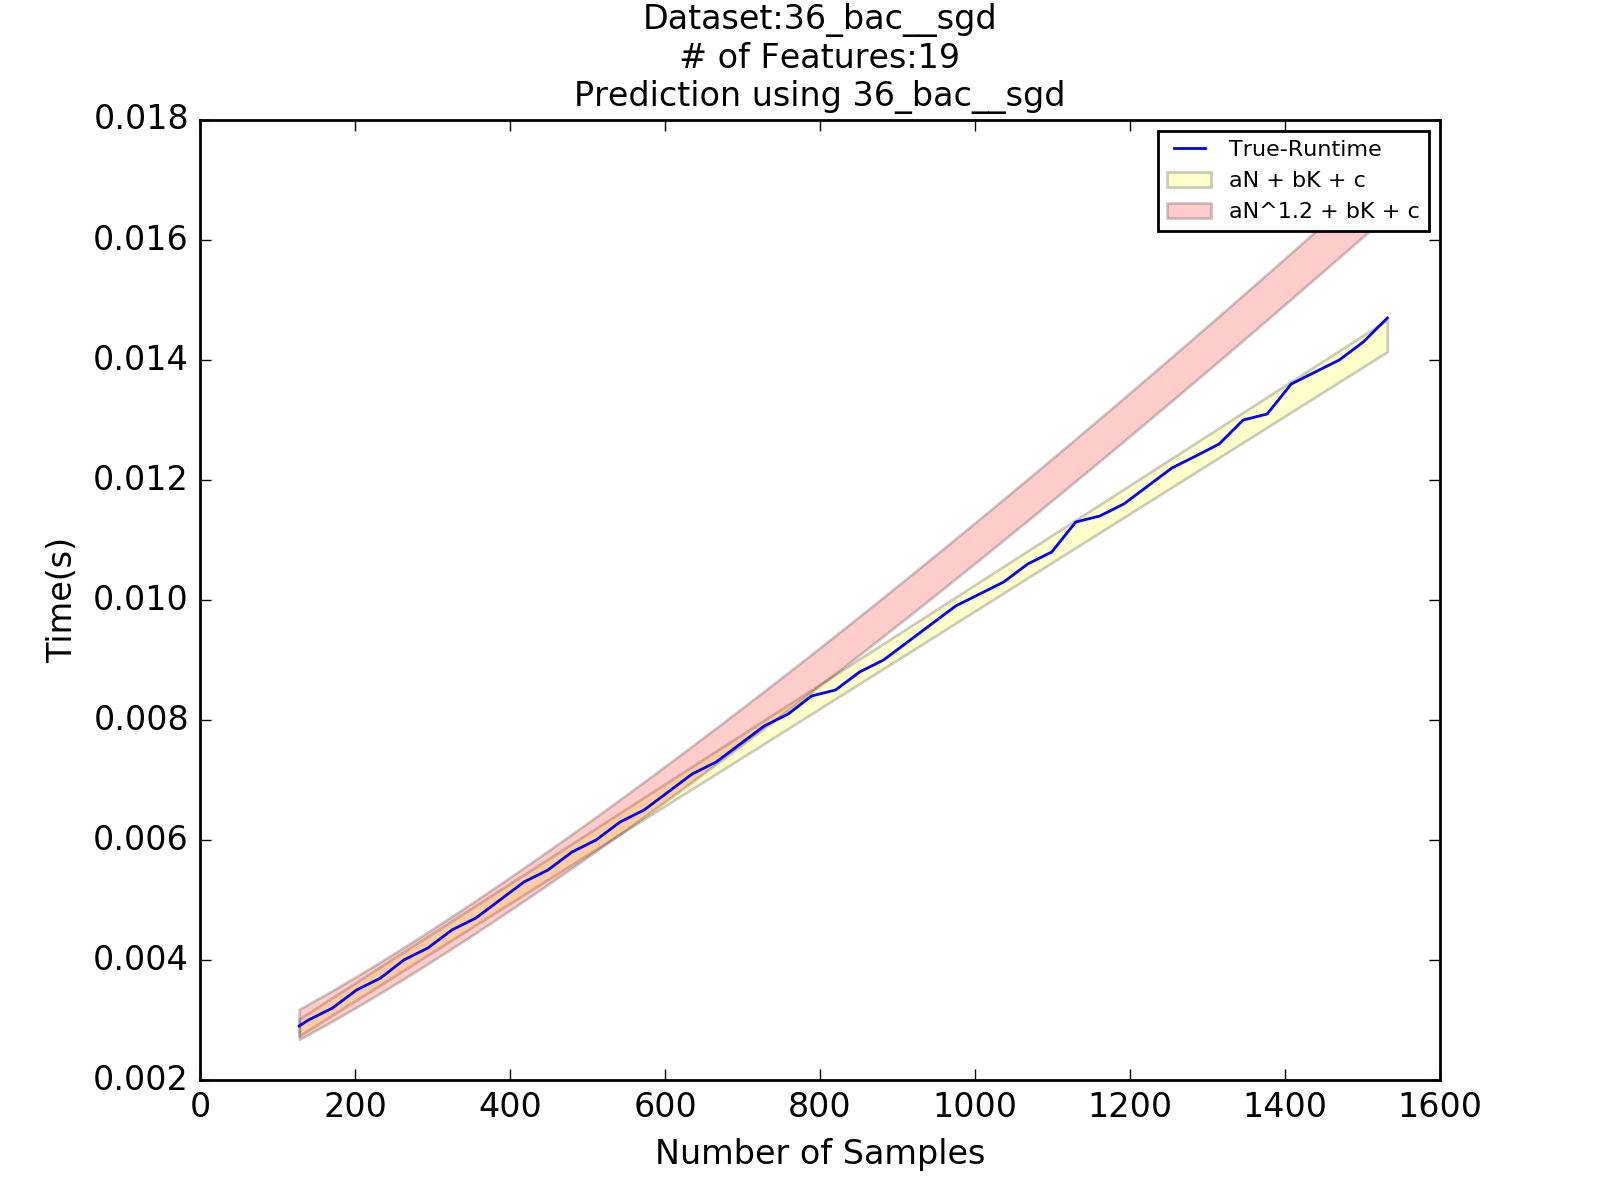 Dataset:36_bac__sgd
# of Features:19
Prediction using 36_bac__sgd
True-Runtime
aN + bK + c
aN^1.2 + bK + c
0.018
0.016
0.014
0.012
0.010
0.008
0.006
0.004
0.002
Time(s)
0 200 400 600 800 1000 1200 1400 1600
Number of Samples